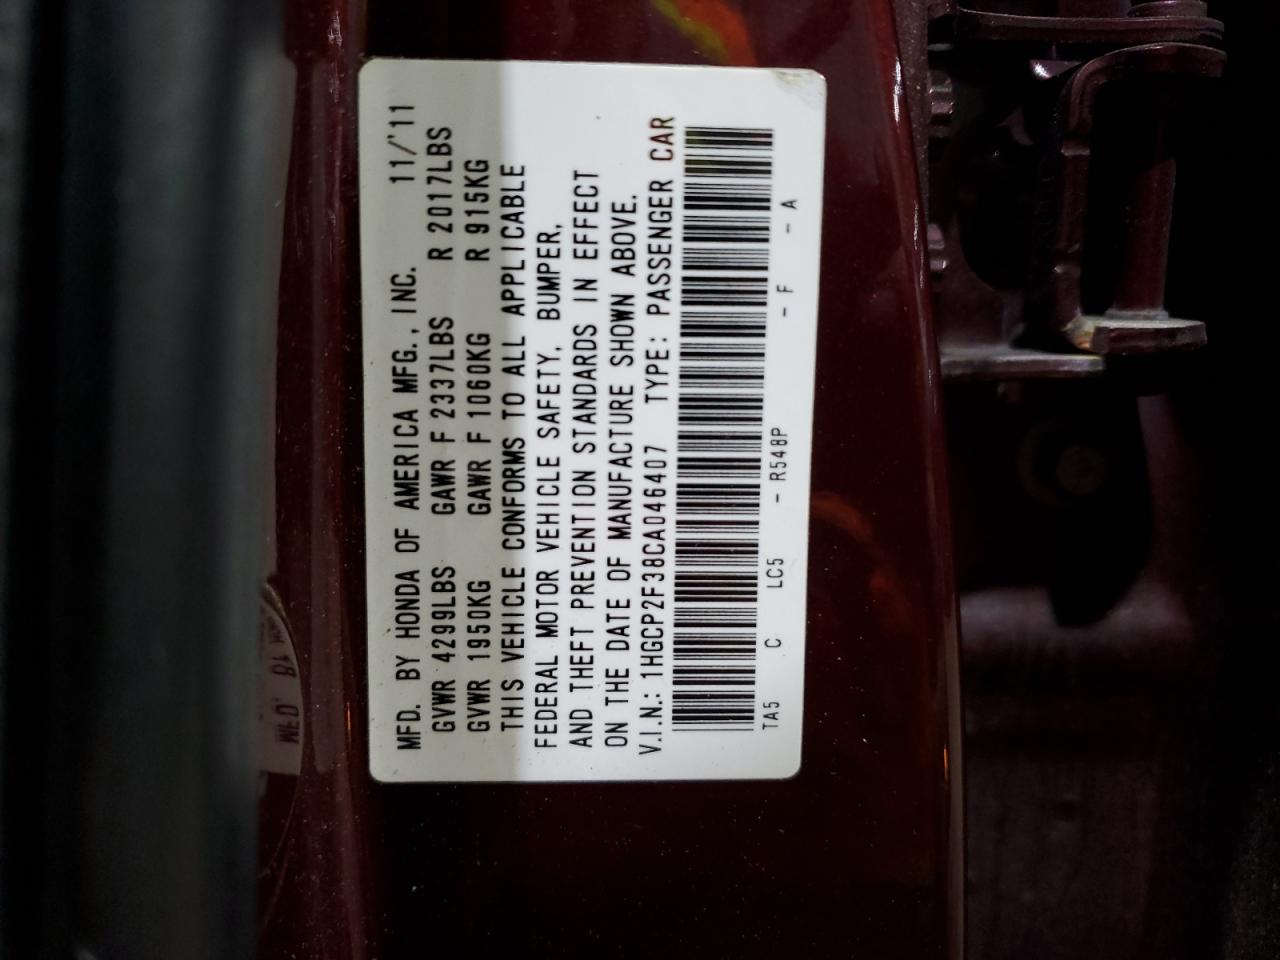 MFD. BY HONDA OF AMERICA MFG., INC. 11/'11
GVWR 4299LBS GAWR F 2337LBS R 2017LBS
GVWR 1950KG GAWR F 1060KG R 915KG
THIS VEHICLE CONFORMS TO ALL APPLICABLE
FEDERAL MOTOR VEHICLE SAFETY, BUMPER,
AND THEFT PREVENTION STANDARDS IN EFFECT
ON THE DATE OF MANUFACTURE SHOWN ABOVE.
V.I.N.: 1HGCP2F38CA046407 TYPE: PASSENGER CAR
TA5 C LC5 - R548P - F - A